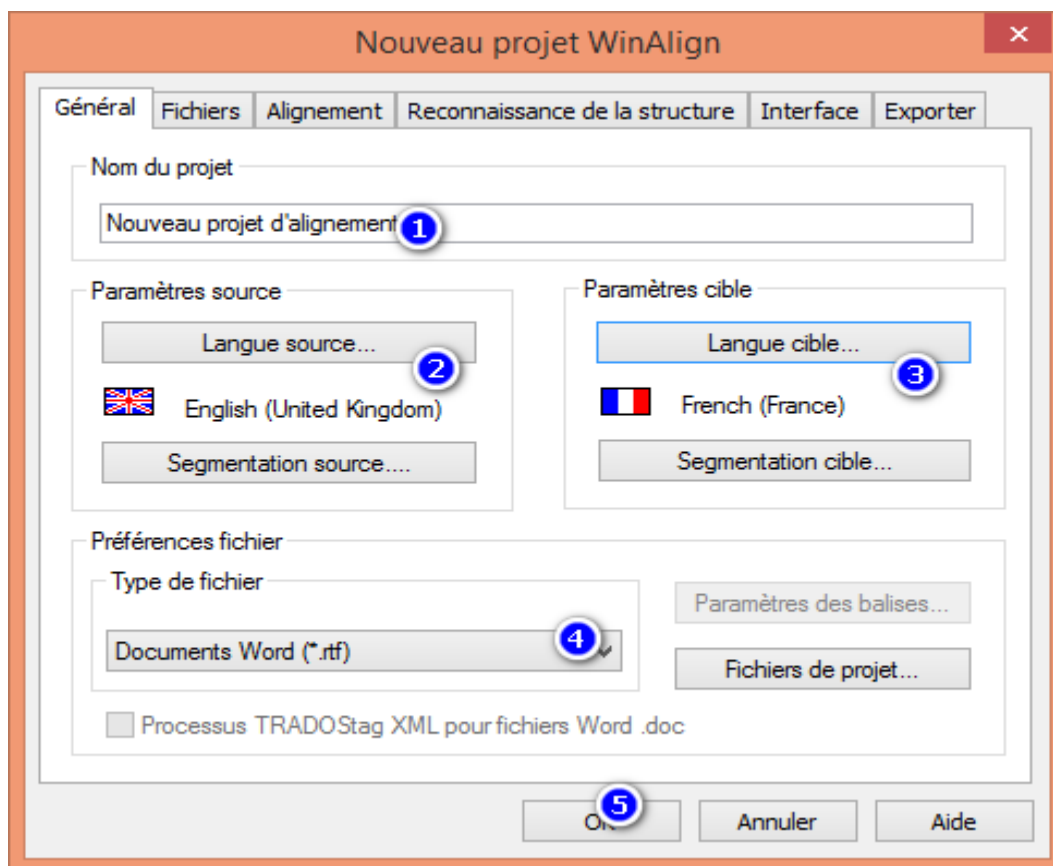 Nouveau projet WinAlign
Général Fichiers Alignement Reconnaissance de la structure Interface Exporter
Nom du projet
Nouveau projet d'alignement 1
Paramètres source
Paramètres cible
Langue source...
Langue cible...
2
3
English (United Kingdom)
French (France)
Segmentation source....
Segmentation cible...
Préférences fichier
Type de fichier
Paramètres des balises...
Documents Word (*.rtf) 4
Fichiers de projet...
Processus TRADOStag XML pour fichiers Word .doc
5
Annuler
Aide